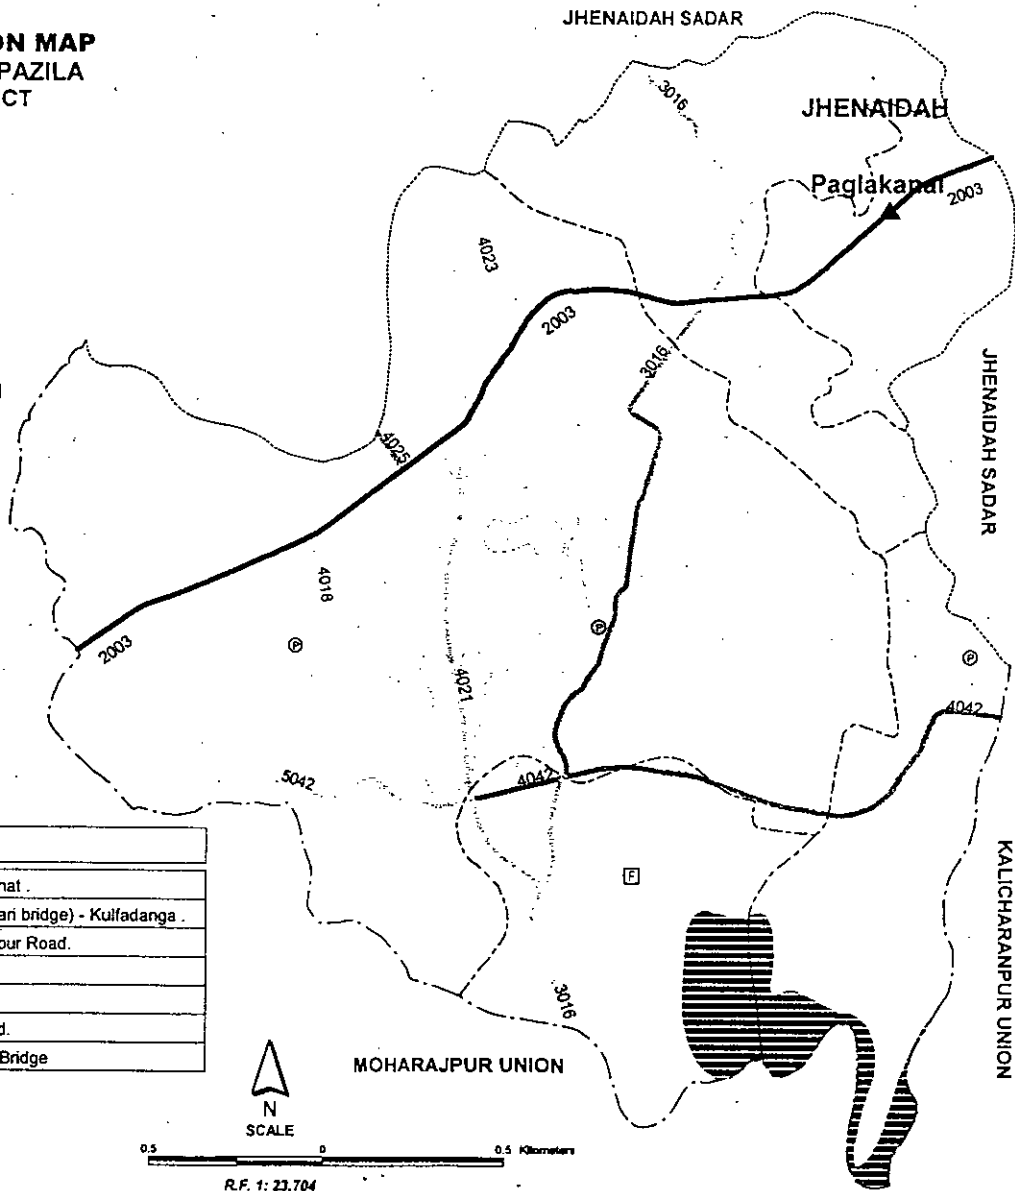 JHENAIDAH SADAR
ON MAP
PAZILA
CT
3016
JHENAIDAH
Paglakanai
2003
4023
2003
3016
JHENAIDAH SADAR
4025
4018
P
P
P
2003
4021
4042
5042
4042
F
KALICHARANPUR UNION
hat .
ari bridge) - Kulfadanga .
pur Road.
d.
Bridge
3016
MOHARAJPUR UNION
N
SCALE
0.5 0 0.5 Kilometers
R.F. 1: 23,704